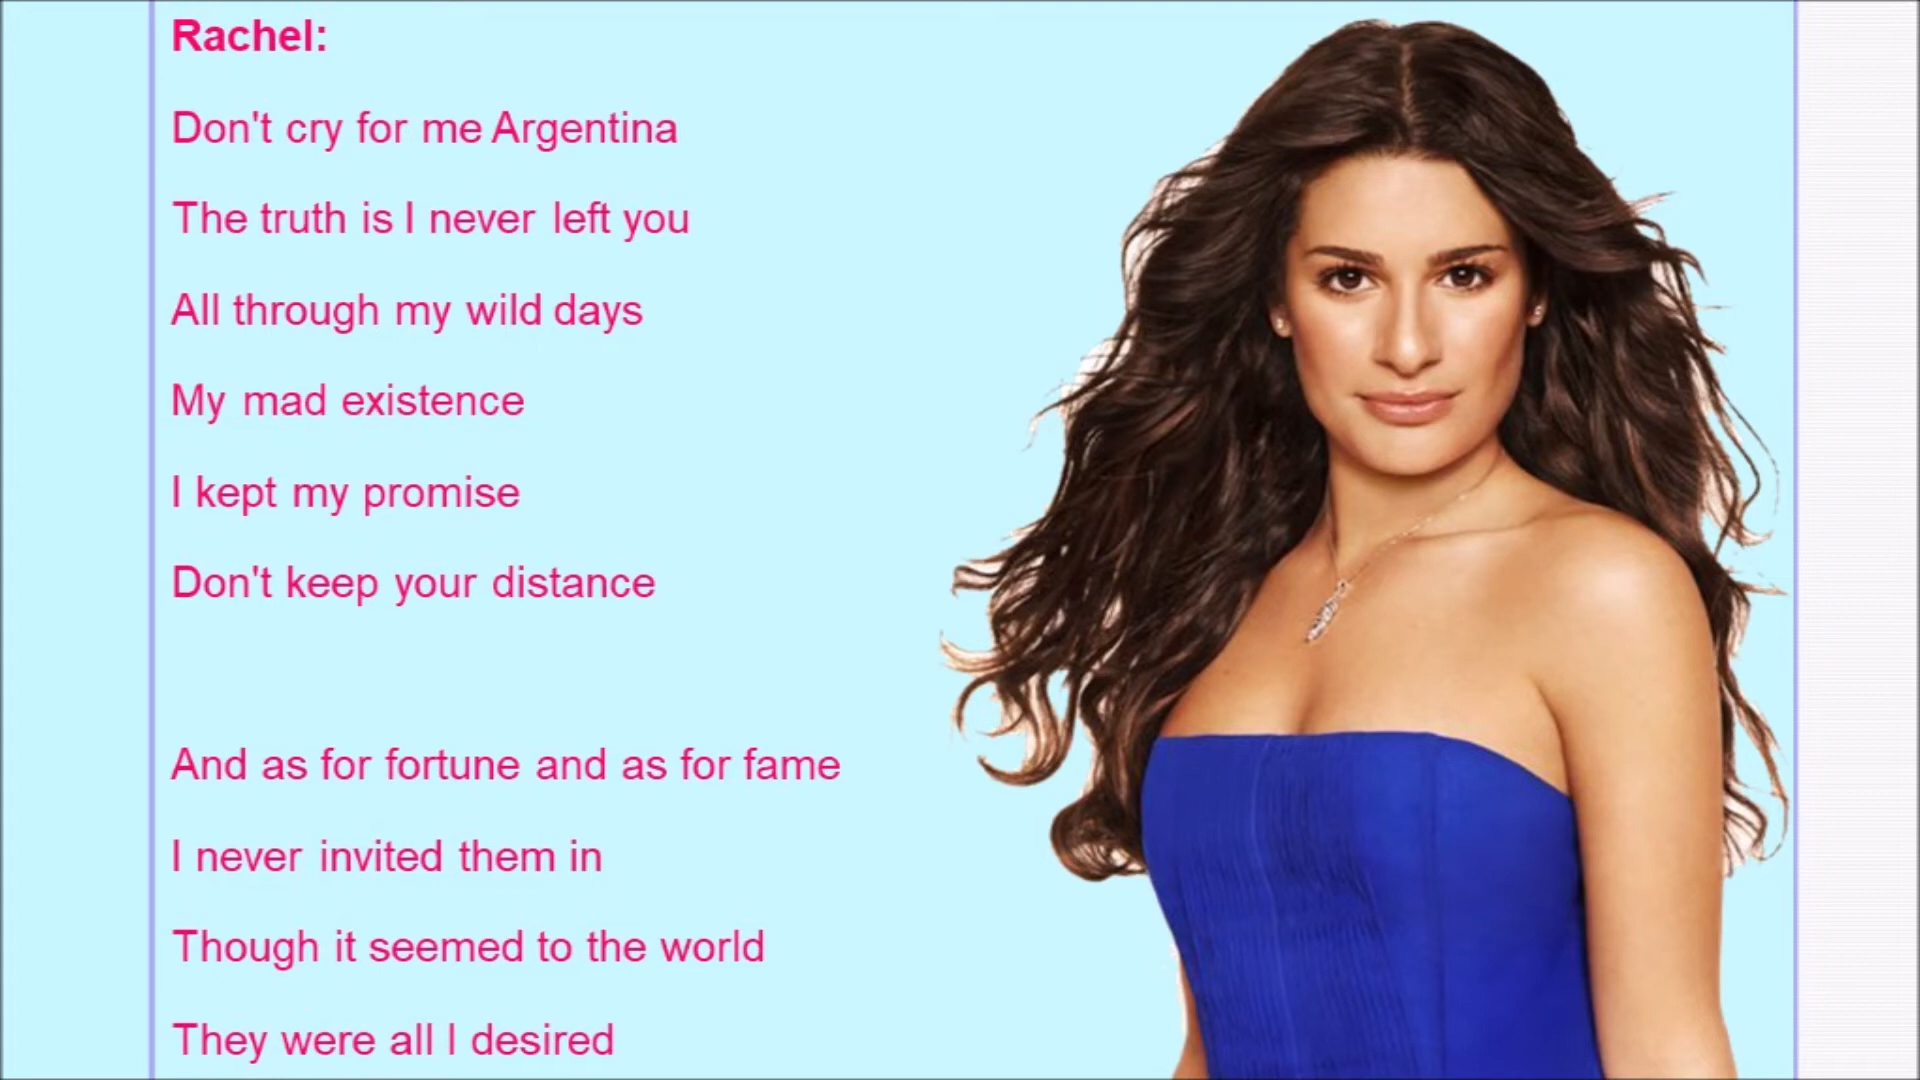 Rachel:
Don't cry for me Argentina
The truth is I never left you
All through my wild days
My mad existence
I kept my promise
Don't keep your distance
And as for fortune and as for fame
I never invited them in
Though it seemed to the world
They were all I desired